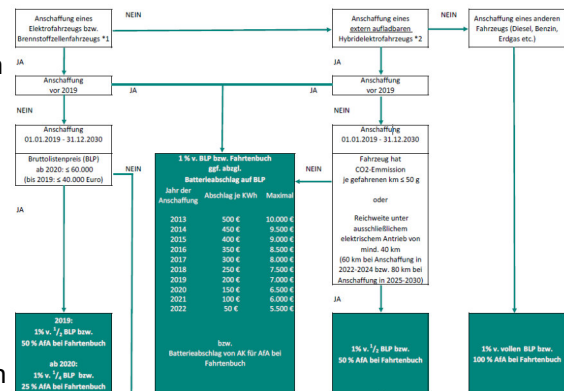 Anschaffung eines
Elektrofahrzeugs bzw.
Brennstoffzellenfahrzeugs *1
NEIN
Anschaffung eines
extern aufladbaren
Hybridelektrofahrzeugs *2
NEIN
Anschaffung eines anderen
Fahrzeugs (Diesel, Benzin,
Erdgas etc.)
n
JA
JA
Anschaffung
vor 2019
JA
JA
Anschaffung
vor 2019
NEIN
NEIN
Anschaffung
01.01.2019 - 31.12.2030
Bruttolistenpreis (BLP)
ab 2020: ≤ 60.000
(bis 2019: ≤ 40.000 Euro)
NEIN
JA
1 % v. BLP bzw. Fahrtenbuch
ggf. abzgl.
Batterieabschlag auf BLP
Jahr der Anschaffung Abschlag je KWh Maximal
2013 500 € 10.000 €
2014 450 € 9.500 €
2015 400 € 9.000 €
2016 350 € 8.500 €
2017 300 € 8.000 €
2018 250 € 7.500 €
2019 200 € 7.000 €
2020 150 € 6.500 €
2021 100 € 6.000 €
2022 50 € 5.500 €
bzw.
Batterieabschlag von AK für AfA bei
Fahrtenbuch
NEIN
Anschaffung
01.01.2019 - 31.12.2030
Fahrzeug hat
CO2-Emmission
je gefahrenen km ≤ 50 g
oder
Reichweite unter
ausschließlichem
elektrischem Antrieb von
mind. 40 km
(60 km bei Anschaffung in
2022-2024 bzw. 80 km bei
Anschaffung in 2025-2030)
JA
2019:
1% v. 1/2 BLP bzw.
50 % AfA bei Fahrtenbuch
ab 2020:
1% v. 1/4 BLP bzw.
25 % AfA bei Fahrtenbuch
1% v. 1/2 BLP bzw.
50 % AfA bei Fahrtenbuch
1% v. vollen BLP bzw.
100 % AfA bei Fahrtenbuch
n